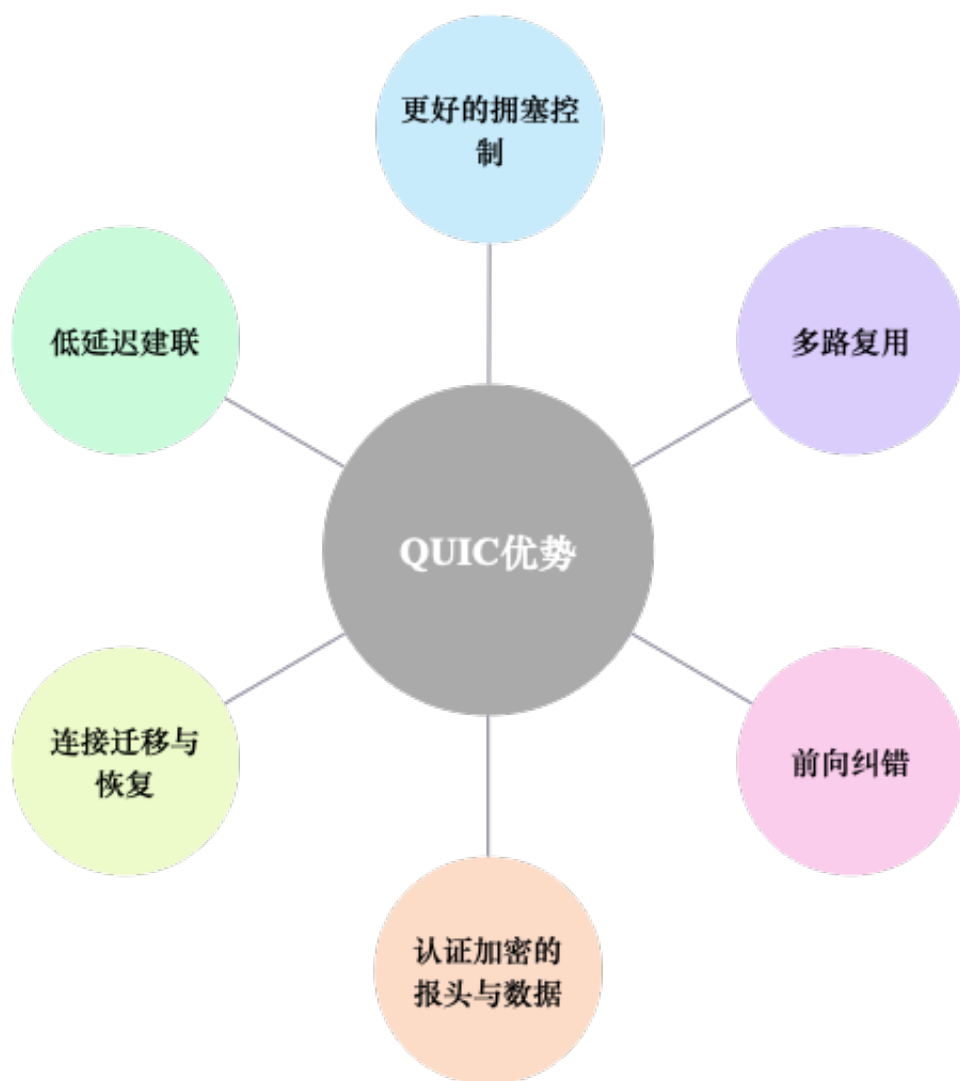 更好的拥塞控
制
低延迟建联
多路复用
QUIC优势
连接迁移与
恢复
前向纠错
认证加密的
报头与数据